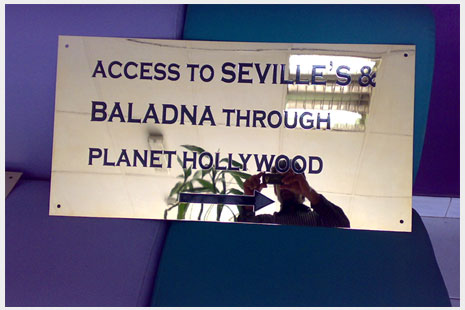 ACCESS TO SEVILLE'S &
BALADNA THROUGH
PLANET HOLLYWOOD